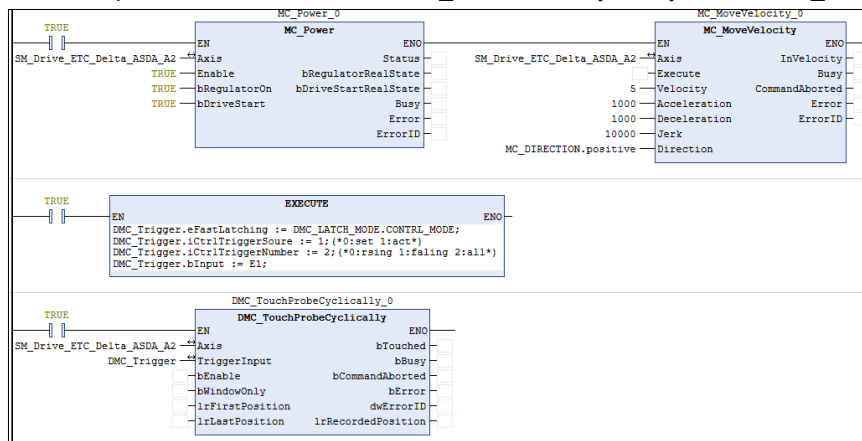 MC_Power_0
MC_MoveVelocity_0
TRUE
MC_Power
MC_MoveVelocity
EN ENO
EN ENO
SM_Drive_ETC_Delta_ASDA_A2 Axis Status
SM_Drive_ETC_Delta_ASDA_A2 Axis InVelocity
TRUE Enable bRegulatorRealState
Execute Busy
TRUE bRegulatorOn bDriveStartRealState
5 Velocity CommandAborted
TRUE bDriveStart Busy
1000 Acceleration Error
Error
1000 Deceleration ErrorID
ErrorID
10000 Jerk
MC_DIRECTION.positive Direction
TRUE
EXECUTE
EN ENO
DMC_Trigger.eFastLatching := DMC_LATCH_MODE.CONTRL_MODE;
DMC_Trigger.iCtrlTriggerSoure := 1;(*0:set 1:act*)
DMC_Trigger.iCtrlTriggerNumber := 2;(*0:rsing 1:faling 2:all*)
DMC_Trigger.bInput := E1;
DMC_TouchProbeCyclically_0
TRUE
DMC_TouchProbeCyclically
EN ENO
SM_Drive_ETC_Delta_ASDA_A2 Axis bTouched
DMC_Trigger TriggerInput bBusy
bEnable bCommandAborted
bWindowOnly bError
lrFirstPosition dwErrorID
lrLastPosition lrRecordedPosition